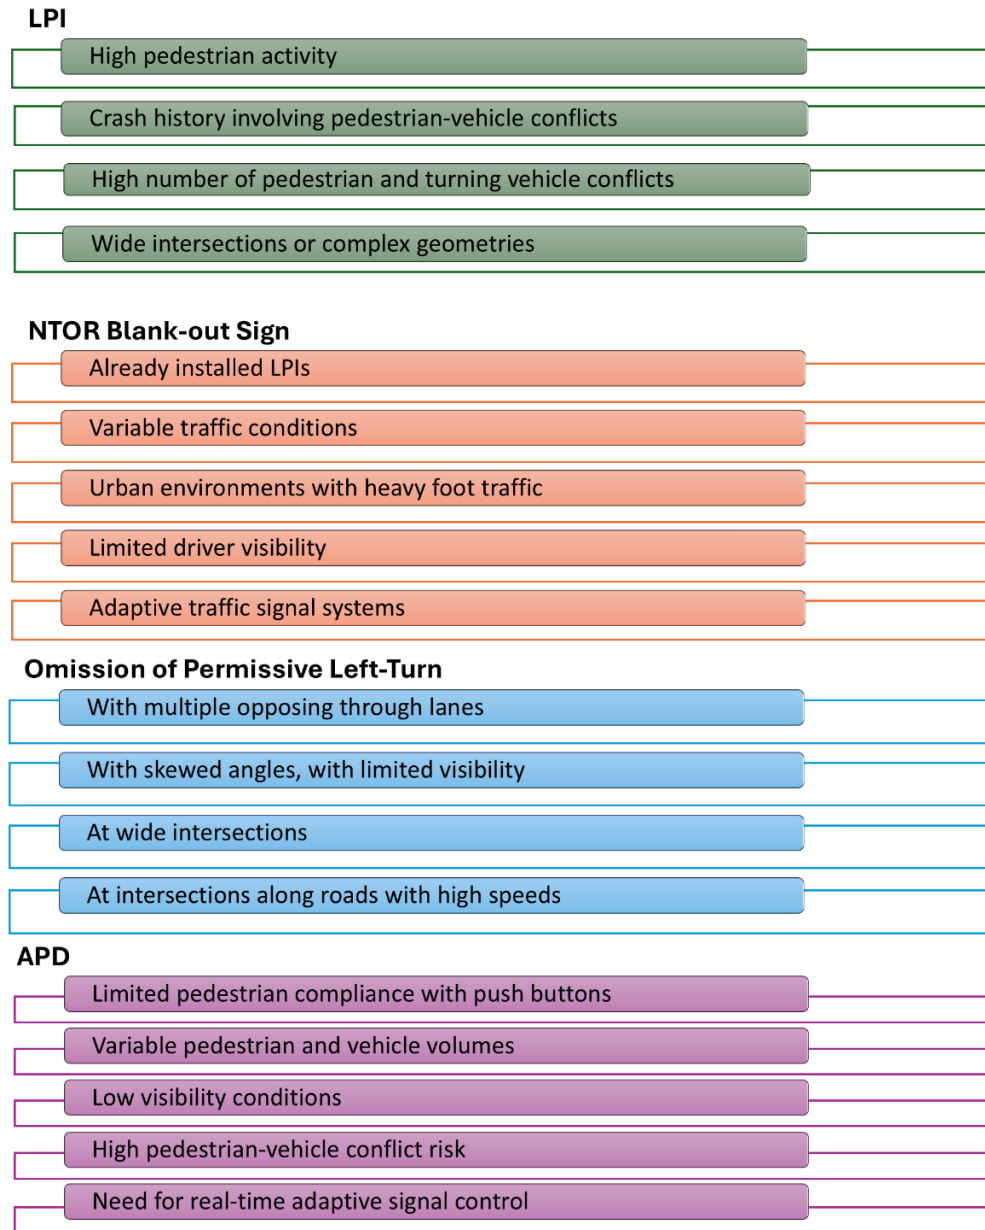 LPI
High pedestrian activity
Crash history involving pedestrian-vehicle conflicts
High number of pedestrian and turning vehicle conflicts
Wide intersections or complex geometries
NTOR Blank-out Sign
Already installed LPIs
Variable traffic conditions
Urban environments with heavy foot traffic
Limited driver visibility
Adaptive traffic signal systems
Omission of Permissive Left-Turn
With multiple opposing through lanes
With skewed angles, with limited visibility
At wide intersections
At intersections along roads with high speeds
APD
Limited pedestrian compliance with push buttons
Variable pedestrian and vehicle volumes
Low visibility conditions
High pedestrian-vehicle conflict risk
Need for real-time adaptive signal control